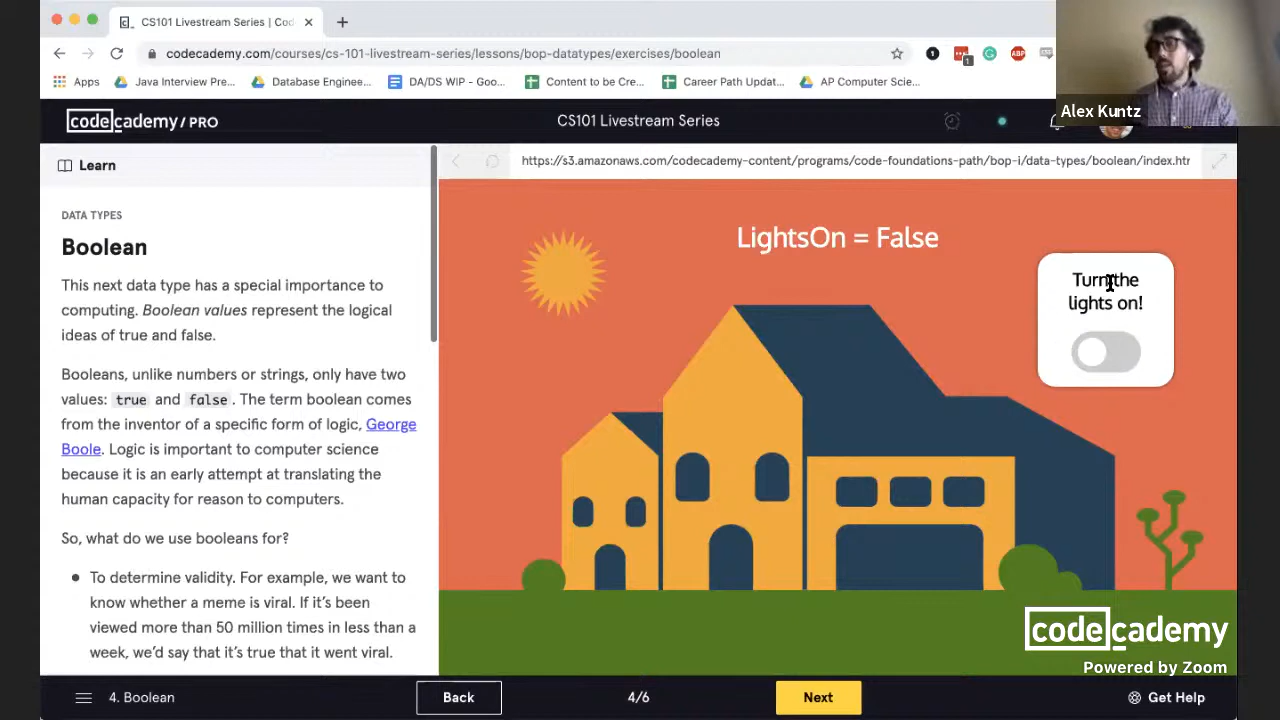 CS101 Livestream Series | Cod
codecademy.com/courses/cs-101-livestream-series/lessons/bop-datatypes/exercises/boolean
Apps
Java Interview Pre...
Database Enginee...
DA/DS WIP - Goo...
Content to be Cre...
Career Path Updat...
AP Computer Scie...
Alex Kuntz
codecademy / PRO
CS101 Livestream Series
Learn
https://s3.amazonaws.com/codecademy-content/programs/code-foundations-path/bop-i/data-types/boolean/index.htr
DATA TYPES
Boolean
This next data type has a special importance to
computing. Boolean values represent the logical
ideas of true and false.
Booleans, unlike numbers or strings, only have two
values: true and false. The term boolean comes
from the inventor of a specific form of logic, George
Boole. Logic is important to computer science
because it is an early attempt at translating the
human capacity for reason to computers.
So, what do we use booleans for?
To determine validity. For example, we want to
know whether a meme is viral. If it's been
viewed more than 50 million times in less than a
week, we'd say that it's true that it went viral.
LightsOn = False
Turn the
lights on!
codecademy
Powered by Zoom
4. Boolean
Back
4/6
Next
Get Help